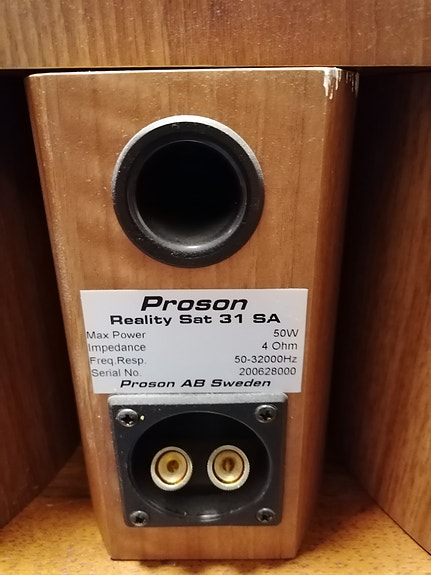 Proson
Reality Sat 31 SA
Max Power 50W
Impedance 4 Ohm
Freq.Resp. 50-32000Hz
Serial No. 200628000
Proson AB Sweden